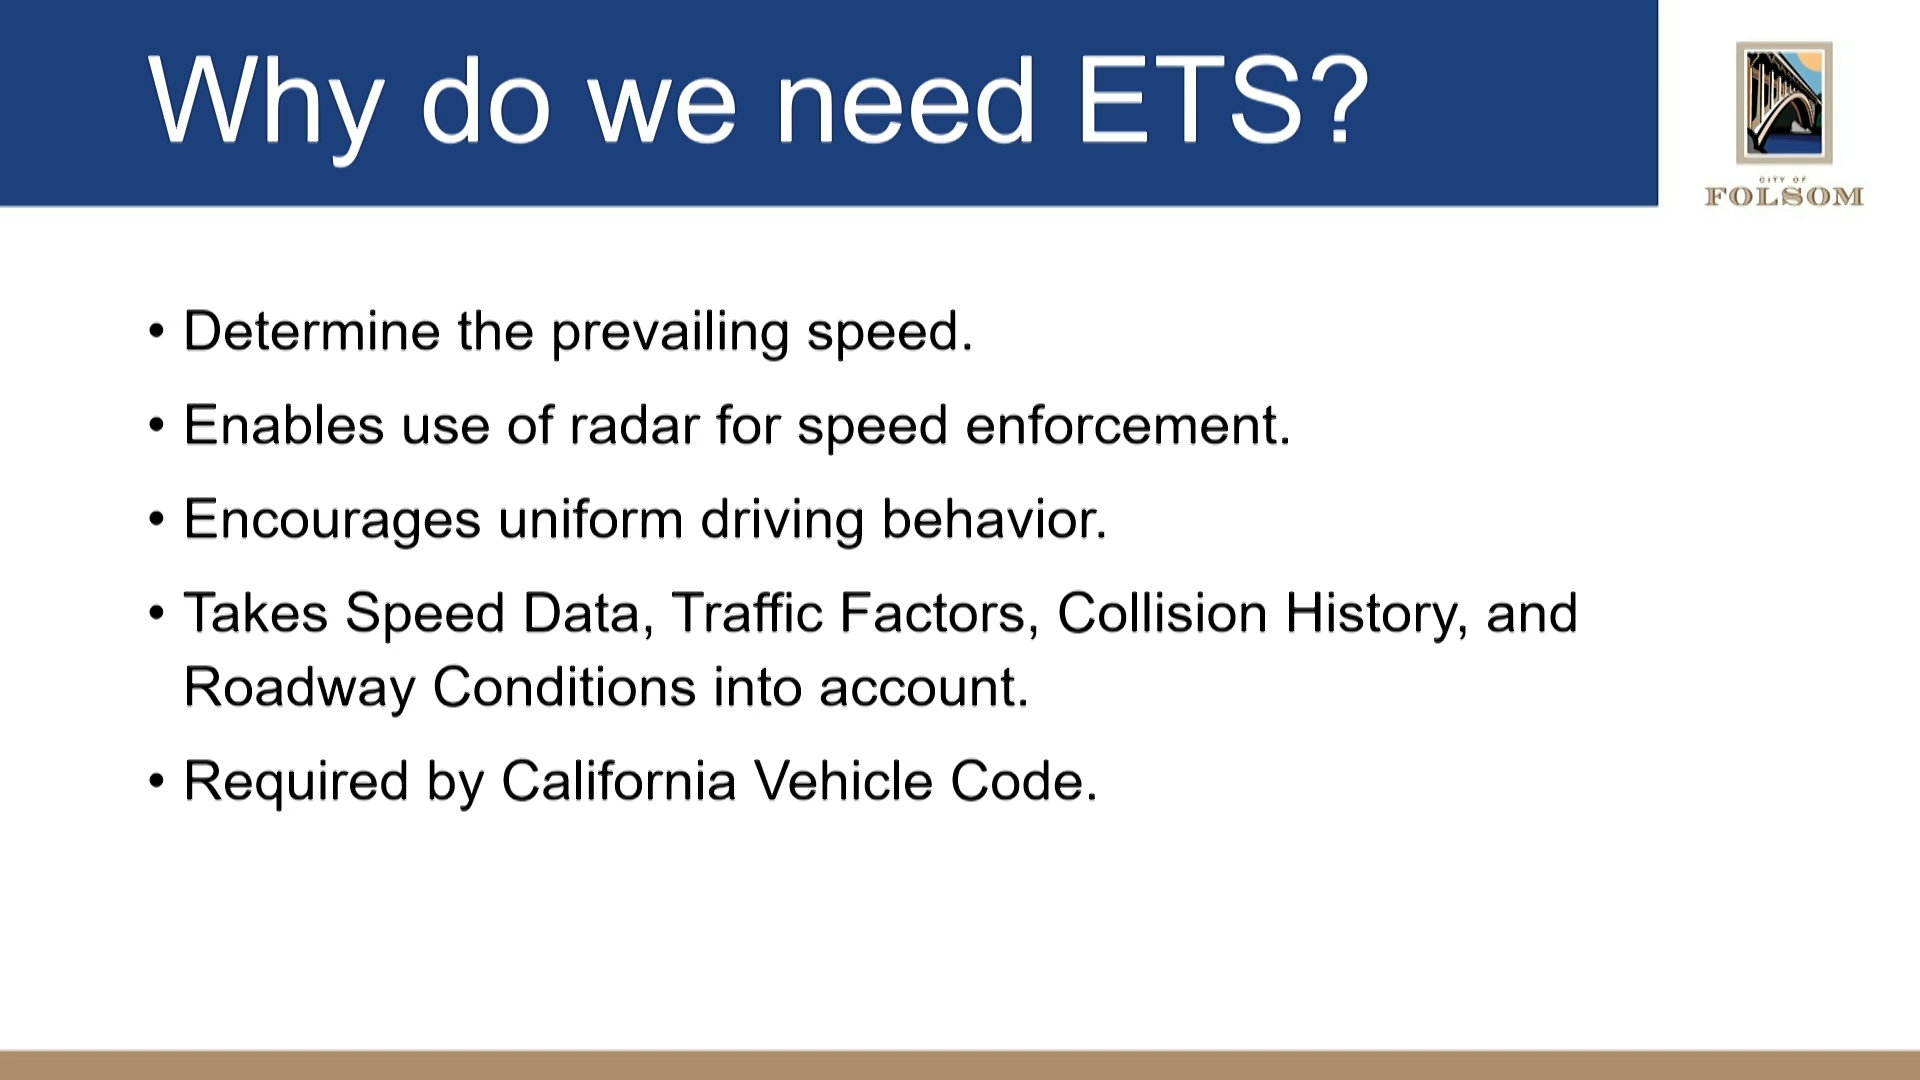 Why do we need ETS?
CITY OF
FOLSOM
• Determine the prevailing speed.
• Enables use of radar for speed enforcement.
• Encourages uniform driving behavior.
• Takes Speed Data, Traffic Factors, Collision History, and
Roadway Conditions into account.
• Required by California Vehicle Code.